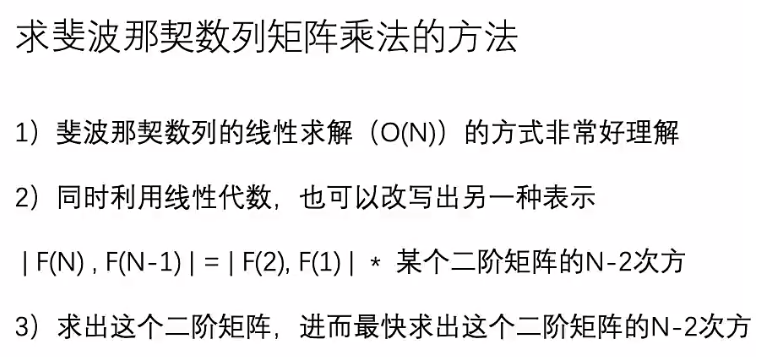 求斐波那契数列矩阵乘法的方法
1）斐波那契数列的线性求解（O(N)）的方式非常好理解
2）同时利用线性代数，也可以改写出另一种表示
| F(N) , F(N-1) | = | F(2), F(1) | * 某个二阶矩阵的N-2次方
3）求出这个二阶矩阵，进而最快求出这个二阶矩阵的N-2次方